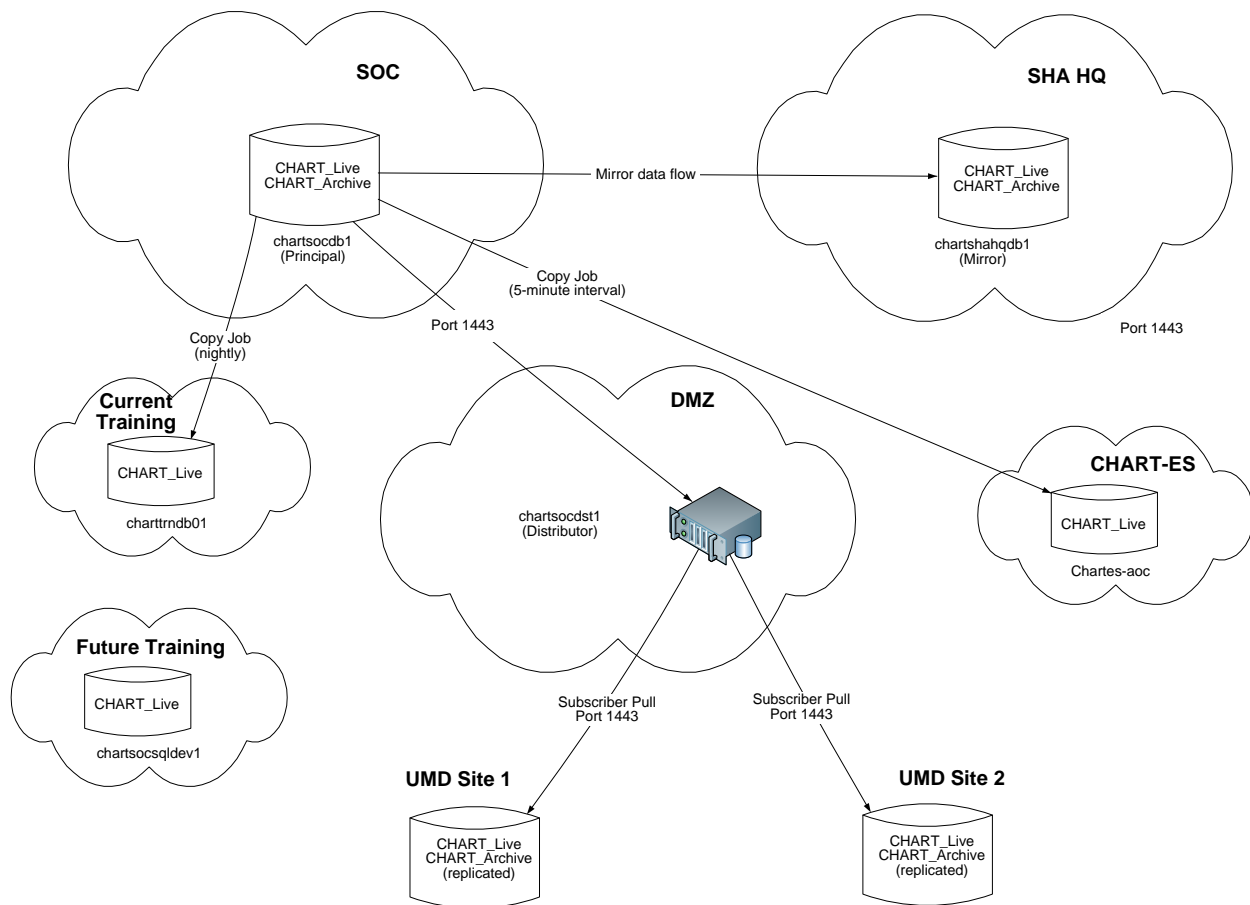 SOC
CHART_Live
CHART_Archive
chartsocdb1
(Principal)
Mirror data flow
SHA HQ
CHART_Live
CHART_Archive
chartshahqdb1
(Mirror)
Port 1443
Copy Job
(5-minute interval)
Port 1443
Copy Job
(nightly)
Current
Training
CHART_Live
charttrndb01
DMZ
chartsocdst1
(Distributor)
CHART-ES
CHART_Live
Chartes-aoc
Future Training
CHART_Live
chartsocsqldev1
Subscriber Pull
Port 1443
Subscriber Pull
Port 1443
UMD Site 1
CHART_Live
CHART_Archive
(replicated)
UMD Site 2
CHART_Live
CHART_Archive
(replicated)